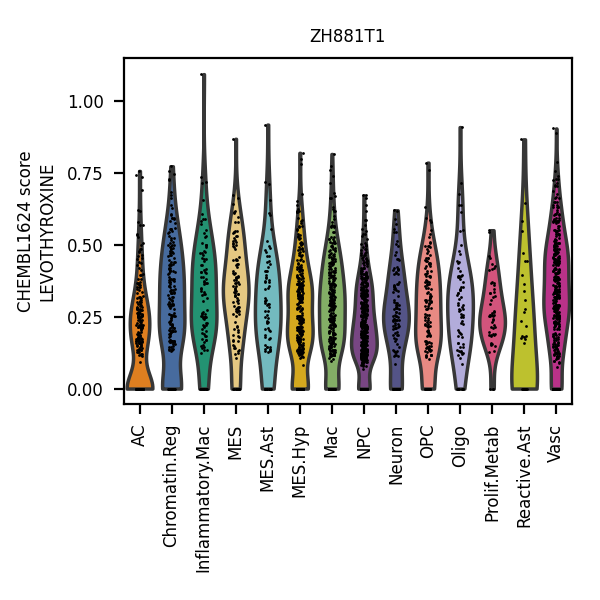 ZH881T1
CHEMBL1624 score
LEVOTHYROXINE
1.00
0.75
0.50
0.25
0.00
AC
Chromatin.Reg
Inflammatory.Mac
MES
MES.Ast
MES.Hyp
Mac
NPC
Neuron
OPC
Oligo
Prolif.Metab
Reactive.Ast
Vasc